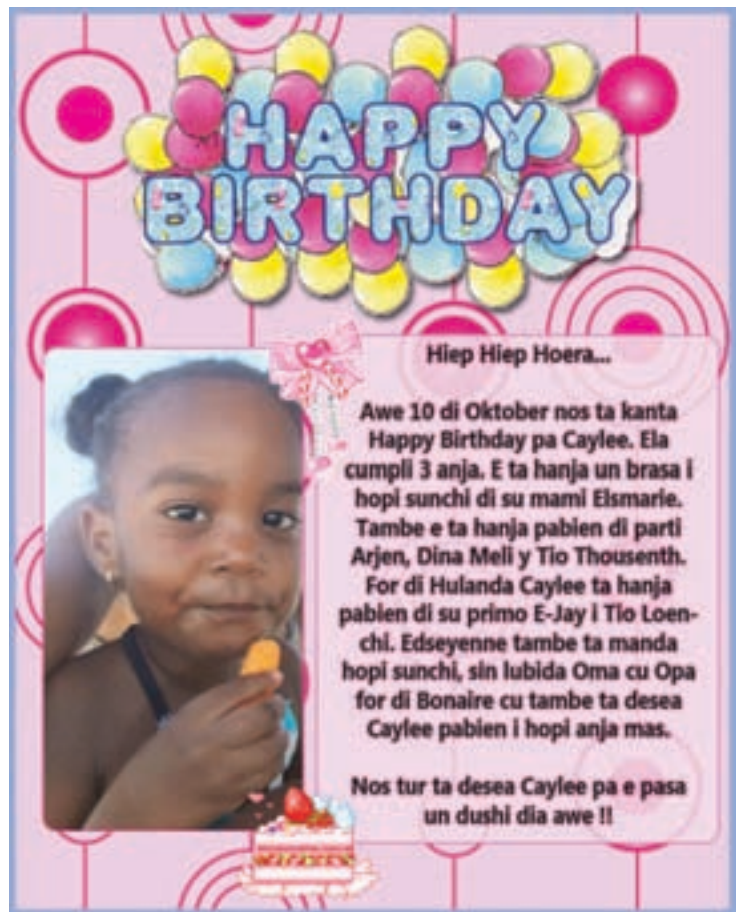 HAPPY
BIRTHDAY
Hiep Hiep Hoera...
Awe 10 di Oktober nos ta kanta
Happy Birthday pa Caylee. Ela
cumpli 3 anja. E ta hanja un brasa i
hopi sunchi di su mami Elsmarie.
Tambe e ta hanja pabien di parti
Arjen, Dina Meli y Tio Thousenth.
For di Hulanda Caylee ta hanja
pabien di su primo E-Jay i Tio Loen-
chi. Edseyenne tambe ta manda
hopi sunchi, sin lubida Oma cu Opa
for di Bonaire cu tambe ta desea
Caylee pabien i hopi anja mas.
Nos tur ta desea Caylee pa e pasa
un dushi dia awe !!